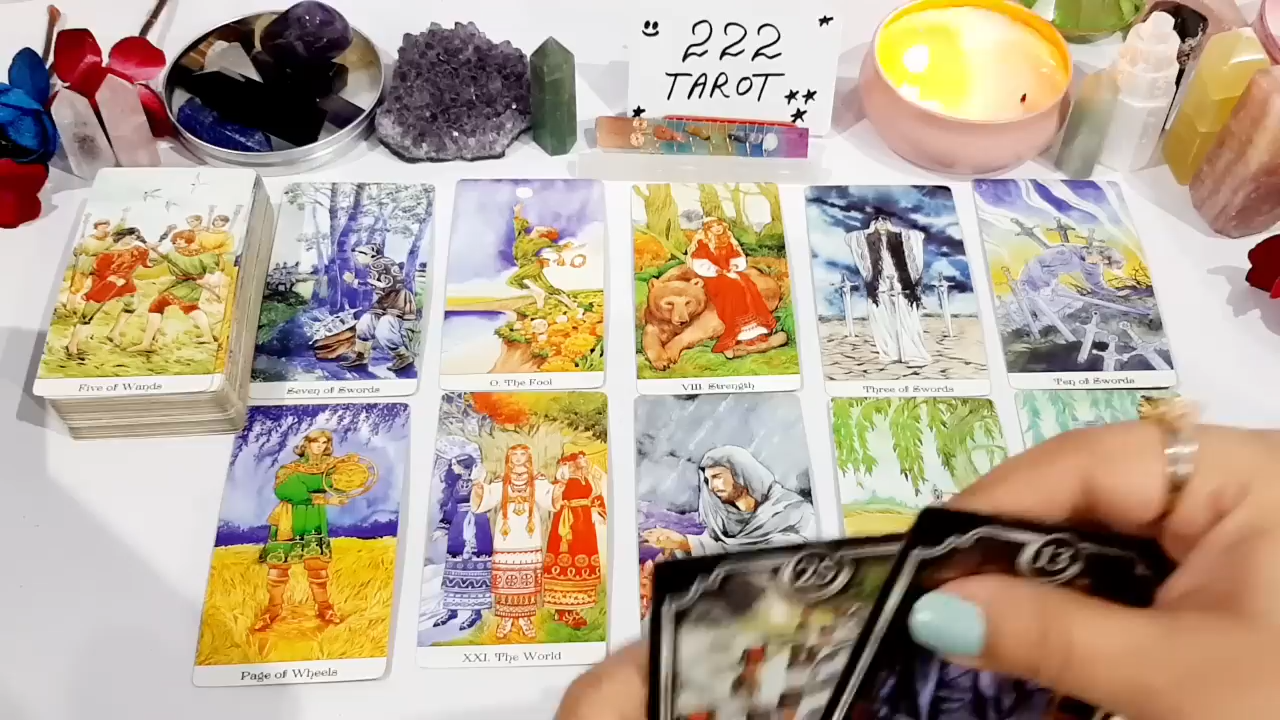 222
TAROT
Five of Wands
Seven of Swords
0. The Fool
VIII. Strength
Three of Swords
Ten of Swords
Page of Wheels
XXI. The World
13